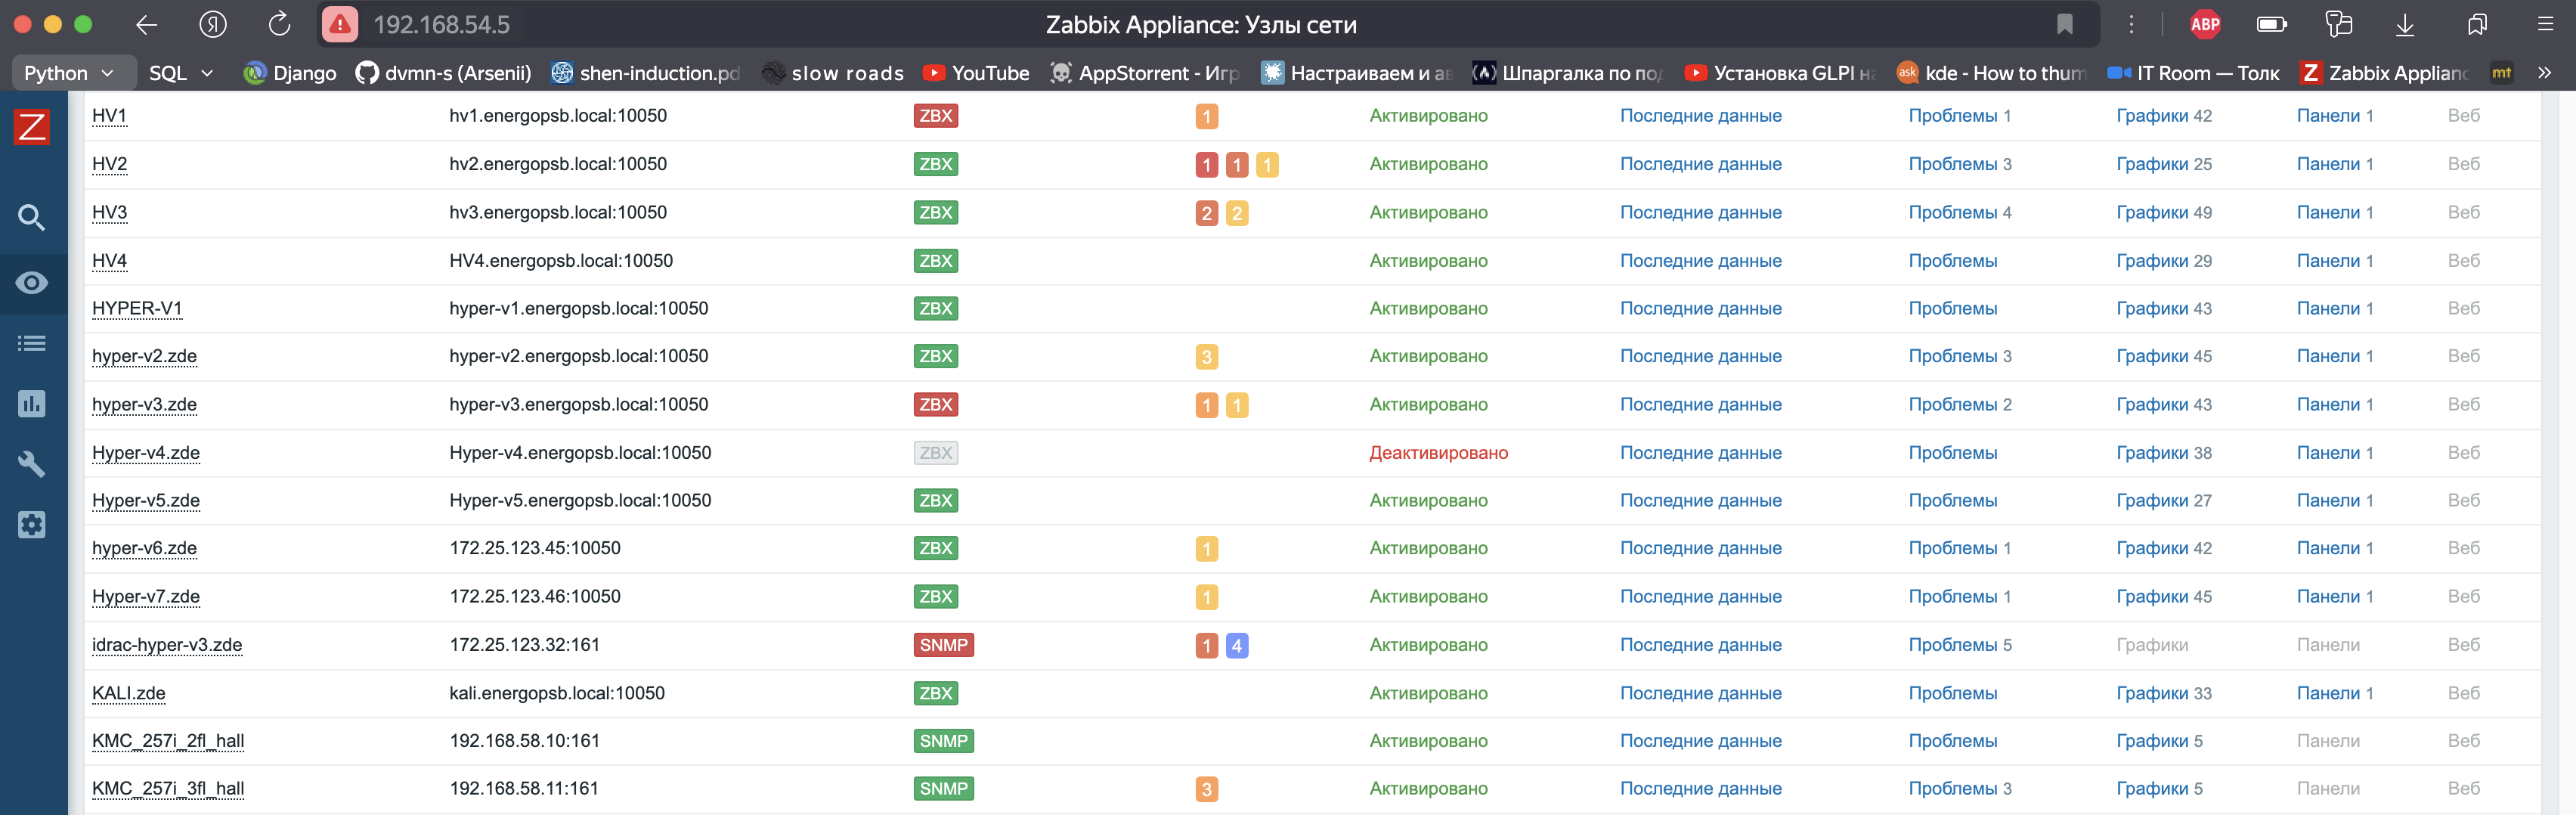 192.168.54.5 Zabbix Appliance: Узлы сети ABP
Python SQL Django dvmn-s (Arsenii) shen-induction.pd slow roads YouTube AppStorrent - Игр Настраиваем и ав Шпаргалка по под Установка GLPI на ask kde - How to thum IT Room — Толк Z Zabbix Applianc mt »
Z
HV1 hv1.energopsb.local:10050 ZBX 1 Активировано Последние данные Проблемы 1 Графики 42 Панели 1 Веб
HV2 hv2.energopsb.local:10050 ZBX 1 1 1 Активировано Последние данные Проблемы 3 Графики 25 Панели 1 Веб
HV3 hv3.energopsb.local:10050 ZBX 2 2 Активировано Последние данные Проблемы 4 Графики 49 Панели 1 Веб
HV4 HV4.energopsb.local:10050 ZBX Активировано Последние данные Проблемы Графики 29 Панели 1 Веб
HYPER-V1 hyper-v1.energopsb.local:10050 ZBX Активировано Последние данные Проблемы Графики 43 Панели 1 Веб
hyper-v2.zde hyper-v2.energopsb.local:10050 ZBX 3 Активировано Последние данные Проблемы 3 Графики 45 Панели 1 Веб
hyper-v3.zde hyper-v3.energopsb.local:10050 ZBX 1 1 Активировано Последние данные Проблемы 2 Графики 43 Панели 1 Веб
Hyper-v4.zde Hyper-v4.energopsb.local:10050 ZBX Деактивировано Последние данные Проблемы Графики 38 Панели 1 Веб
Hyper-v5.zde Hyper-v5.energopsb.local:10050 ZBX Активировано Последние данные Проблемы Графики 27 Панели 1 Веб
hyper-v6.zde 172.25.123.45:10050 ZBX 1 Активировано Последние данные Проблемы 1 Графики 42 Панели 1 Веб
Hyper-v7.zde 172.25.123.46:10050 ZBX 1 Активировано Последние данные Проблемы 1 Графики 45 Панели 1 Веб
idrac-hyper-v3.zde 172.25.123.32:161 SNMP 1 4 Активировано Последние данные Проблемы 5 Графики Панели Веб
KALI.zde kali.energopsb.local:10050 ZBX Активировано Последние данные Проблемы Графики 33 Панели 1 Веб
KMC_257i_2fl_hall 192.168.58.10:161 SNMP Активировано Последние данные Проблемы Графики 5 Панели Веб
KMC_257i_3fl_hall 192.168.58.11:161 SNMP 3 Активировано Последние данные Проблемы 3 Графики 5 Панели Веб